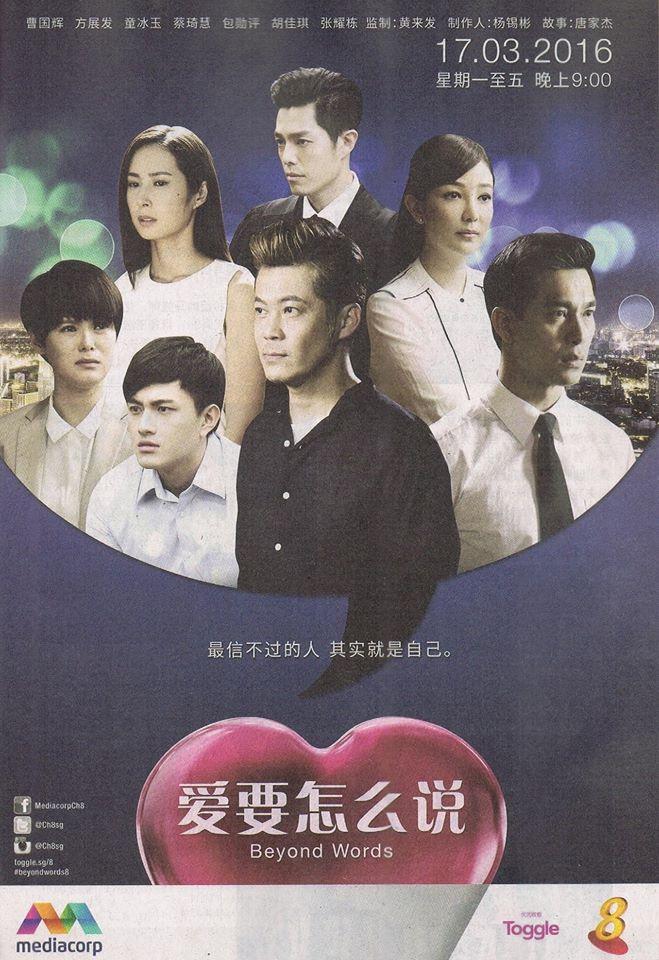 曹国辉 方展发 童冰玉 蔡琦慧 包勋评 胡佳琪 张耀栋 监制:黄来发 制作人:杨锡彬 故事:唐家杰
17.03.2016
星期一至五 晚上9:00
最信不过的人 其实就是自己。
爱要怎么说
Beyond Words
MediacorpCh8
@Ch8sg
@Ch8sg
toggle.sg/8
#beyondwords8
mediacorp
Toggle
8